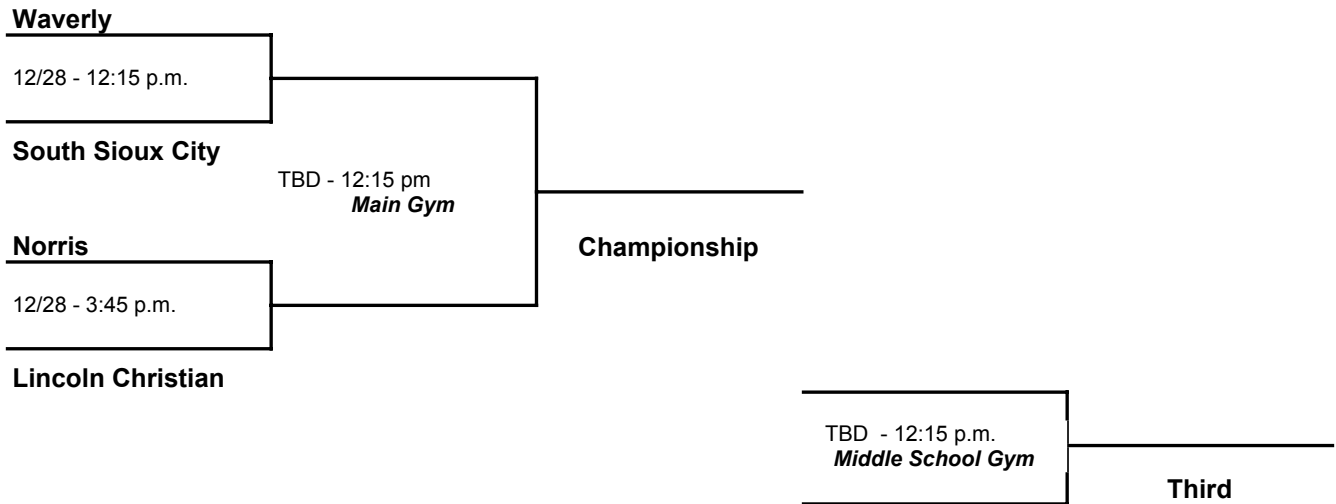 Waverly
12/28 - 12:15 p.m.
South Sioux City
TBD - 12:15 pm
Main Gym
Norris
Championship
12/28 - 3:45 p.m.
Lincoln Christian
TBD - 12:15 p.m.
Middle School Gym
Third